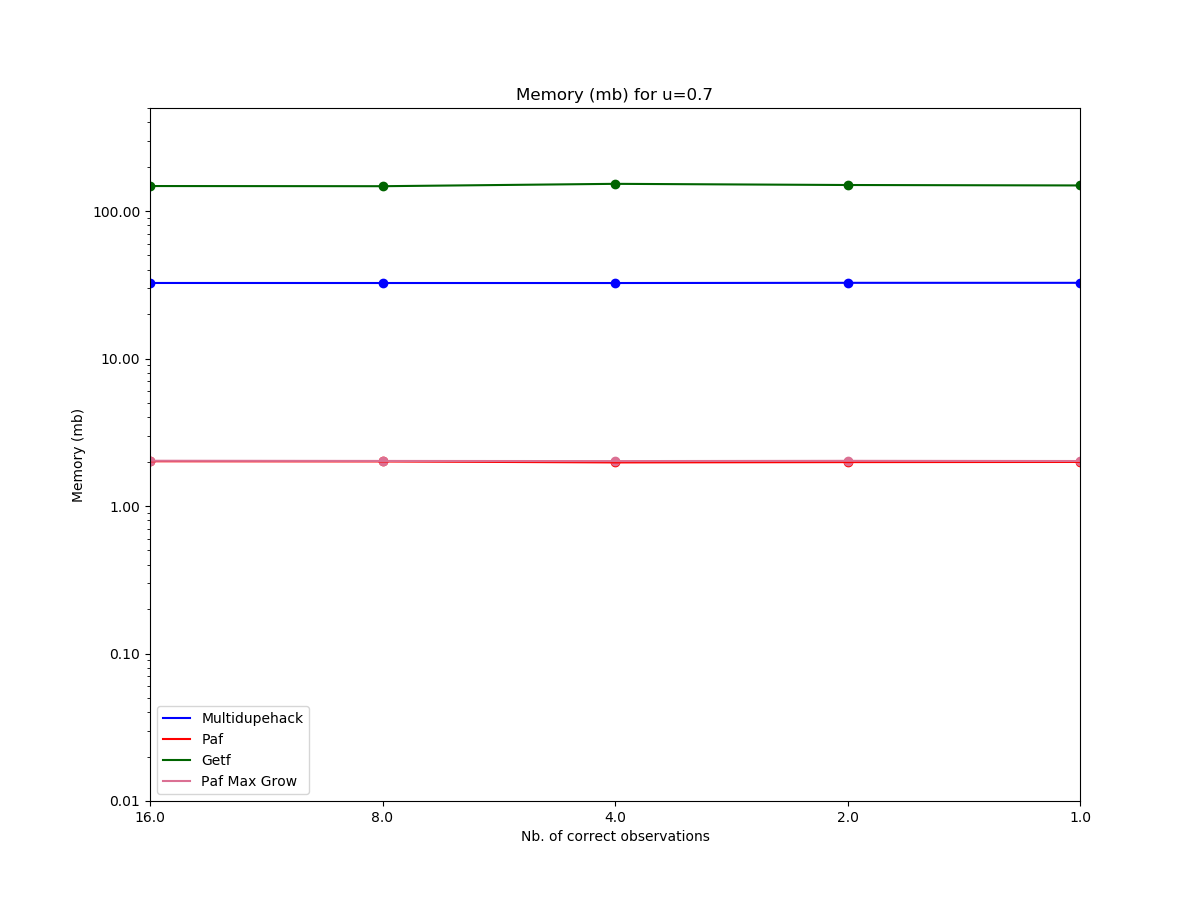 Memory (mb) for u=0.7
100.00
10.00
1.00
0.10
0.01
Memory (mb)
Multidupehack
Paf
Getf
Paf Max Grow
16.0 8.0 4.0 2.0 1.0
Nb. of correct observations